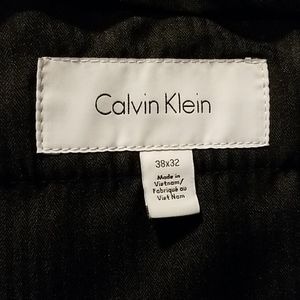 Calvin Klein
38x32
Made in
Vietnam/
Fabriqué au
Viet Nam